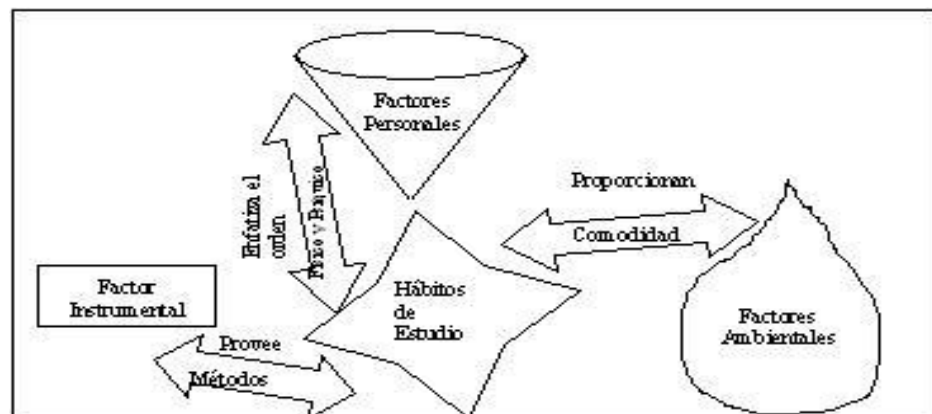 Factores
Personales
Enfatiza el
orden
Físico y Psíquico
Proporcionan
Comodidad
Factor
Instrumental
Hábitos
de
Estudio
Factores
Ambientales
Provee
Métodos